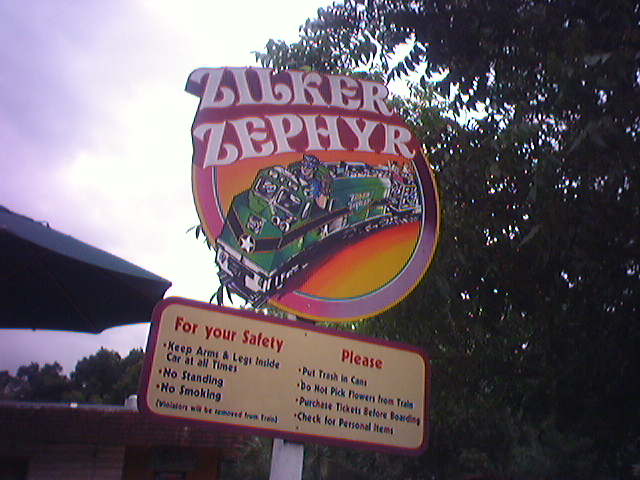 ZILKER
ZEPHYR
For your Safety
•Keep Arms & Legs Inside
Car at all Times
•No Standing
•No Smoking
(Violators will be removed from Train)
Please
•Put Trash in Cans
•Do Not Pick Flowers from Train
•Purchase Tickets Before Boarding
•Check for Personal Items